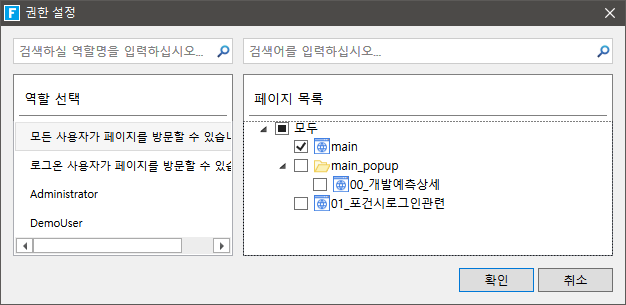 F 권한 설정
검색하실 역할명을 입력하십시오...
검색어를 입력하십시오...
역할 선택
모든 사용자가 페이지를 방문할 수 있습니
로그온 사용자가 페이지를 방문할 수 있습
Administrator
DemoUser
페이지 목록
모두
main
main_popup
00_개발예측상세
01_포건시로그인관련
확인
취소